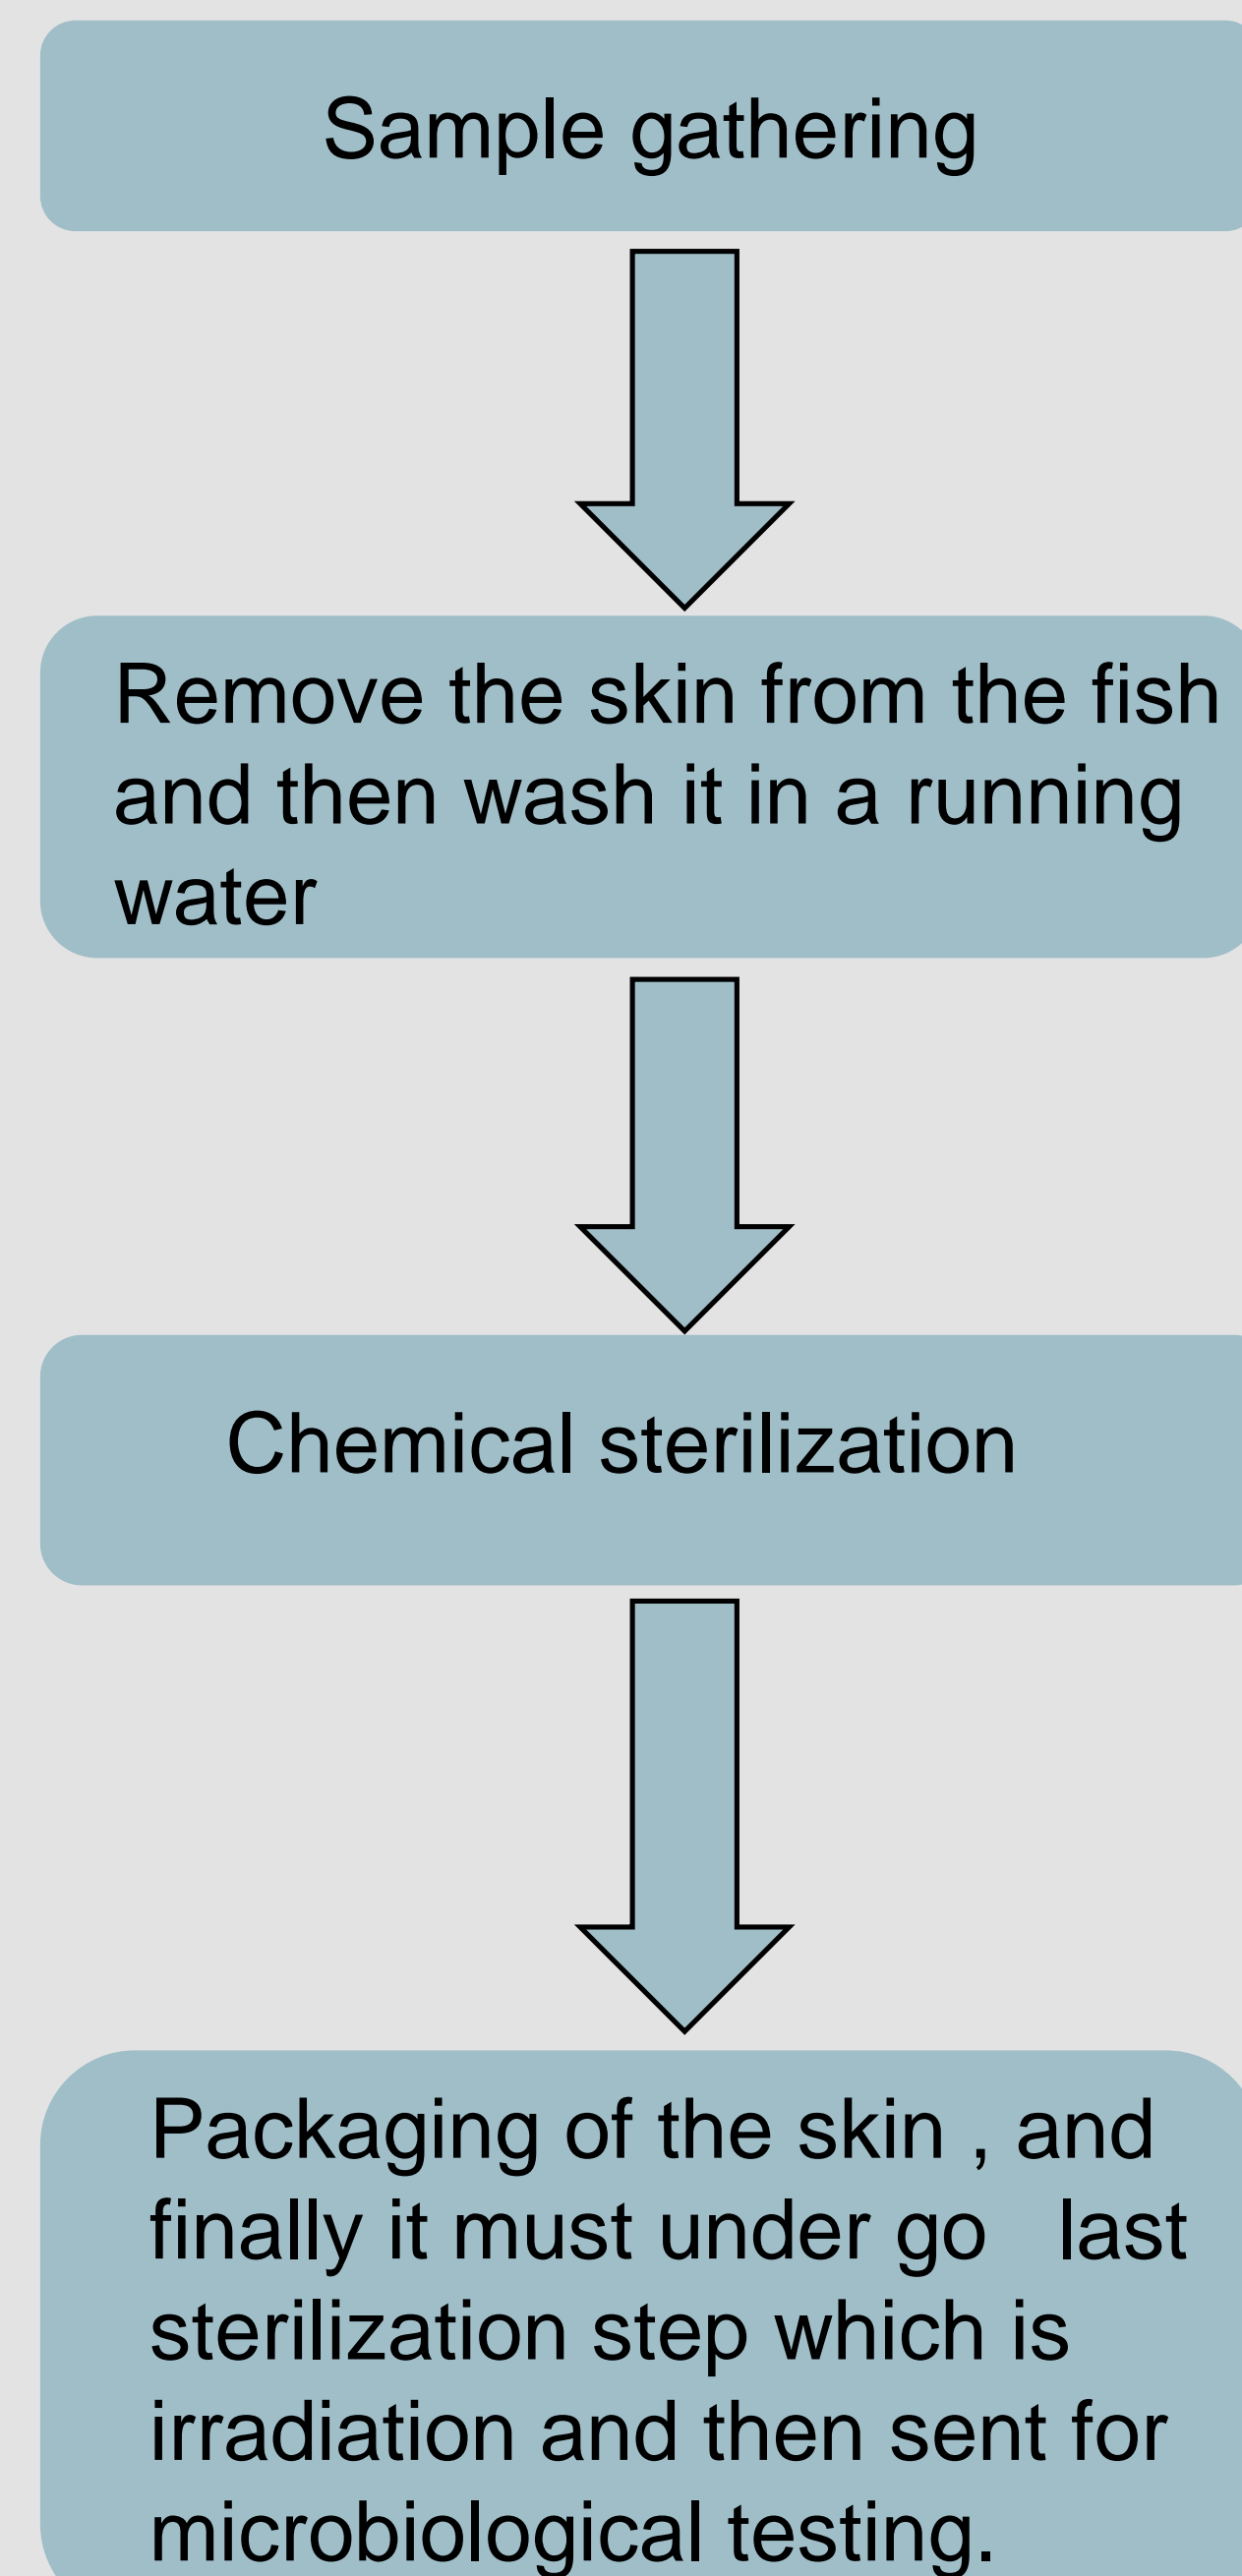 Sample gathering
Remove the skin from the fish
and then wash it in a running
water
Chemical sterilization
Packaging of the skin , and
finally it must under go   last
sterilization step which is
irradiation and then sent for
microbiological testing.